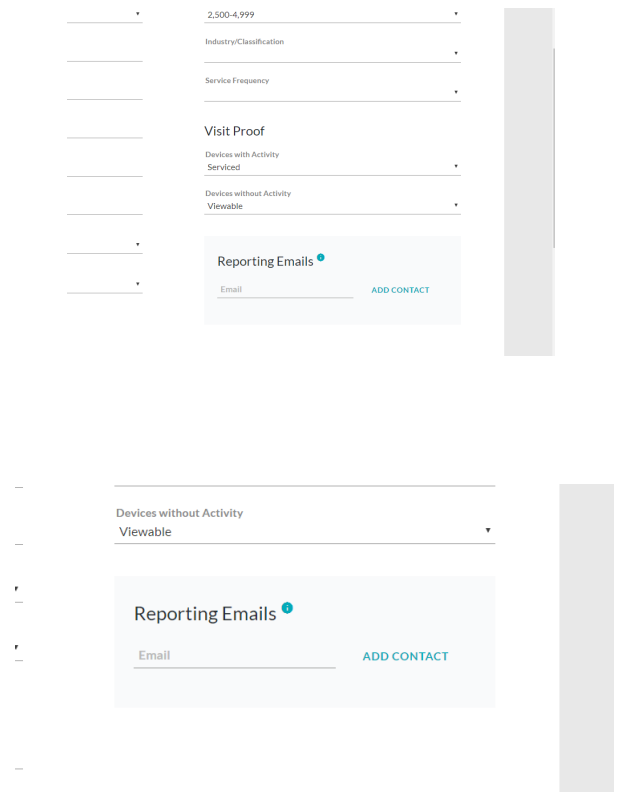 2,500-4,999
Industry/Classification
Service Frequency
Visit Proof
Devices with Activity
Serviced
Devices without Activity
Viewable
Reporting Emails
Email
ADD CONTACT
Devices without Activity
Viewable
Reporting Emails
Email
ADD CONTACT